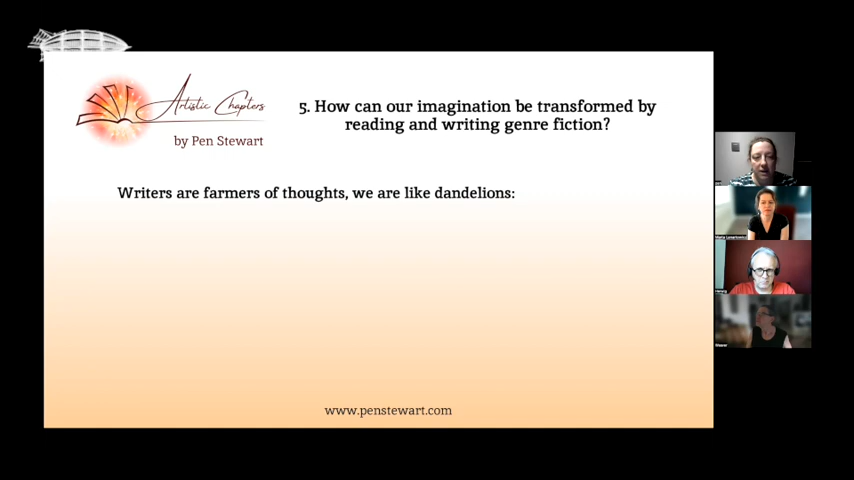 Artistic Chapters
by Pen Stewart
5. How can our imagination be transformed by
reading and writing genre fiction?
Writers are farmers of thoughts, we are like dandelions:
www.penstewart.com